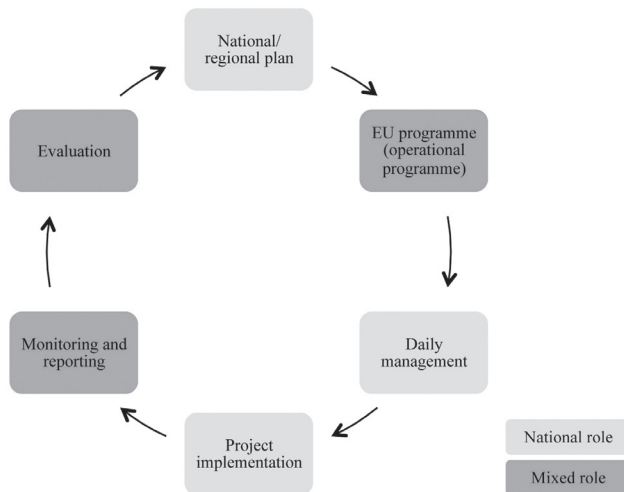 National/
regional plan
EU programme
(operational
programme)
Daily
management
Project
implementation
Monitoring and
reporting
Evaluation
National role
Mixed role